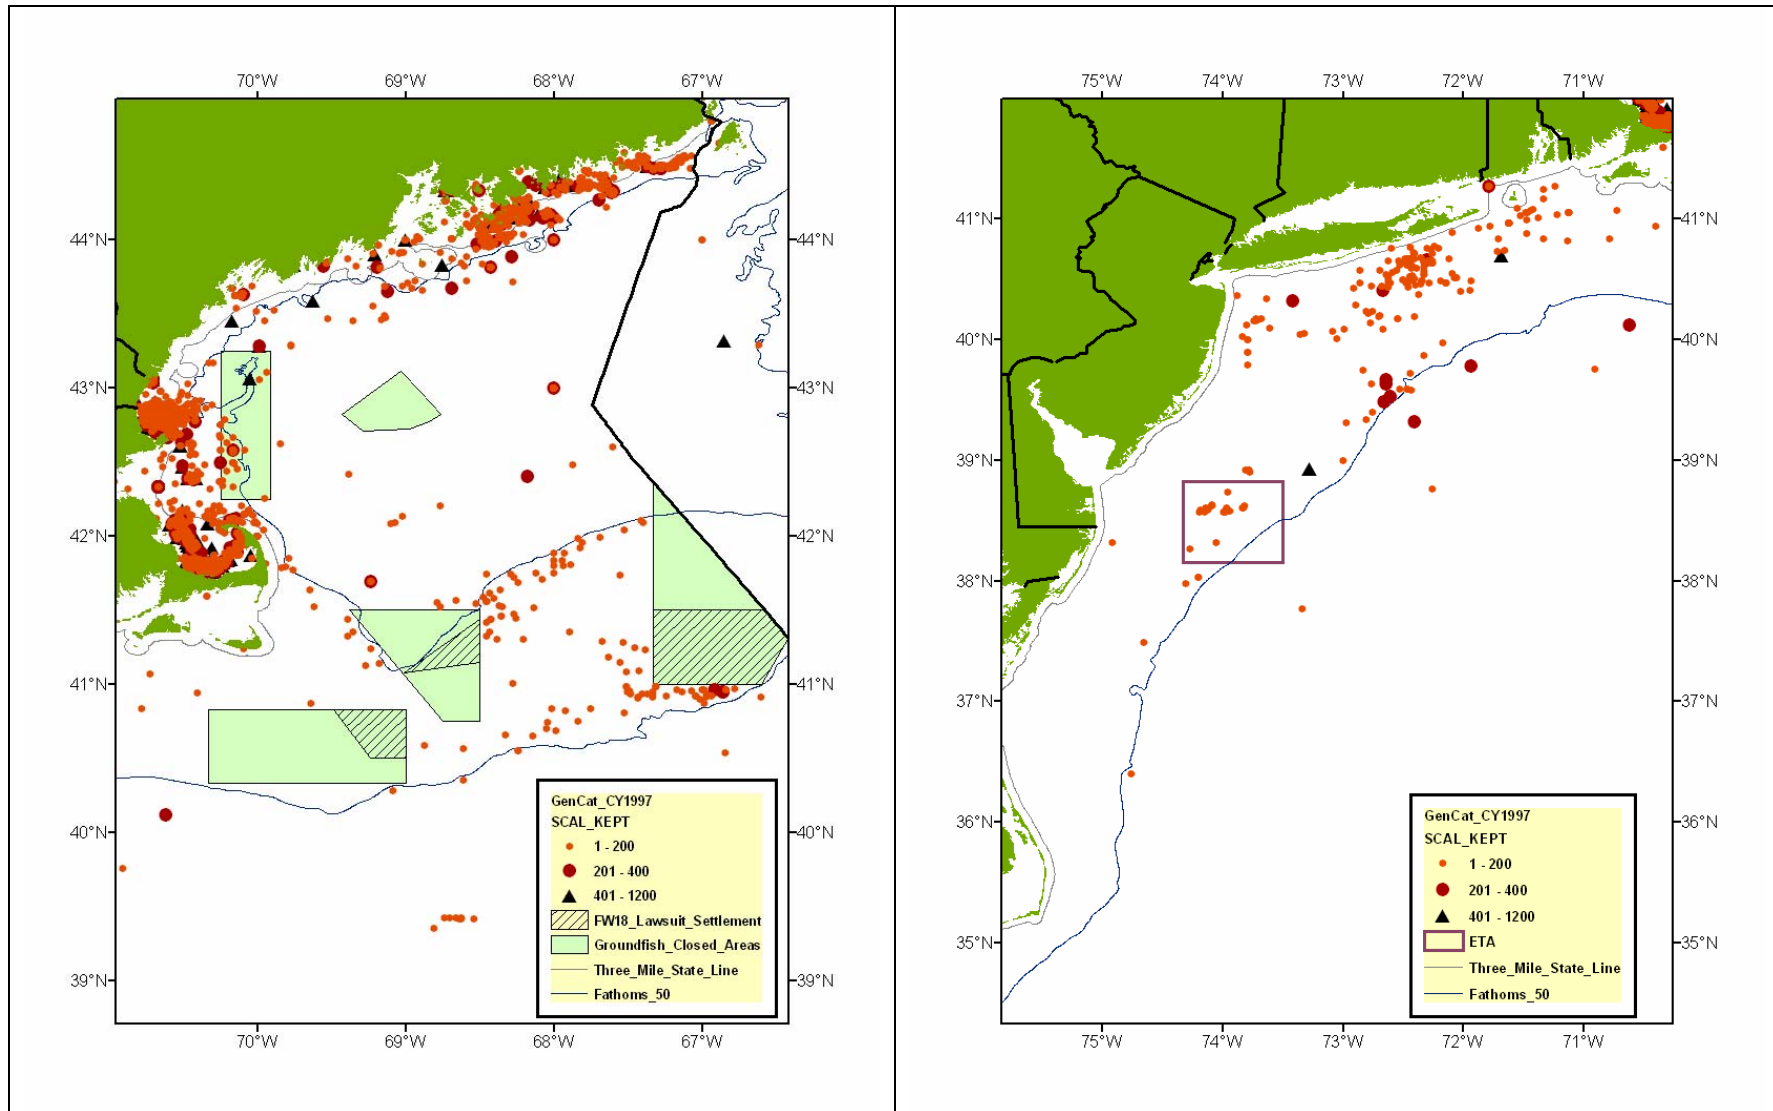 70°W 69°W 68°W 67°W
44°N 44°N
43°N 43°N
42°N 42°N
41°N 41°N
40°N 40°N
39°N 39°N
70°W 69°W 68°W 67°W
GenCat_CY1997
SCAL_KEPT
1 - 200
201 - 400
401 - 1200
FW18_Lawsuit_Settlement
Groundfish_Closed_Areas
Three_Mile_State_Line
Fathoms_50
75°W 74°W 73°W 72°W 71°W
41°N 41°N
40°N 40°N
39°N 39°N
38°N 38°N
37°N 37°N
36°N 36°N
35°N 35°N
75°W 74°W 73°W 72°W 71°W
GenCat_CY1997
SCAL_KEPT
1 - 200
201 - 400
401 - 1200
ETA
Three_Mile_State_Line
Fathoms_50